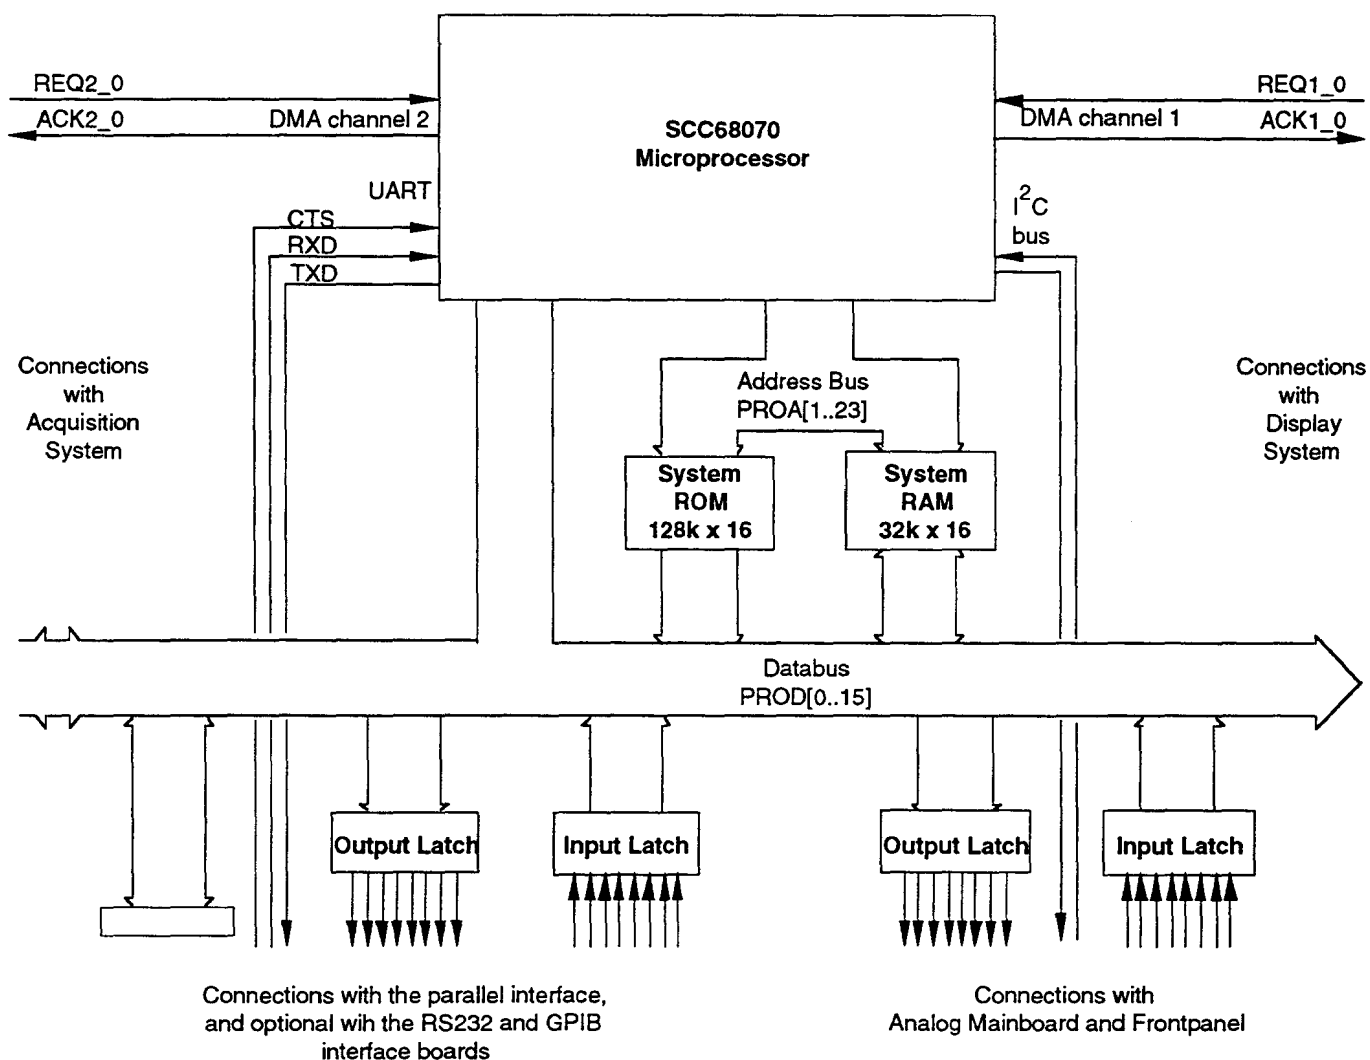 REQ2_0
ACK2_0
DMA channel 2
SCC68070
Microprocessor
REQ1_0
DMA channel 1
ACK1_0
UART
CTS
RXD
TXD
I²C
bus
Connections
with
Acquisition
System
Address Bus
PROA[1..23]
Connections
with
Display
System
System
ROM
128k x 16
System
RAM
32k x 16
Databus
PROD[0..15]
Output Latch
Input Latch
Output Latch
Input Latch
Connections with the parallel interface,
and optional wih the RS232 and GPIB
interface boards
Connections with
Analog Mainboard and Frontpanel